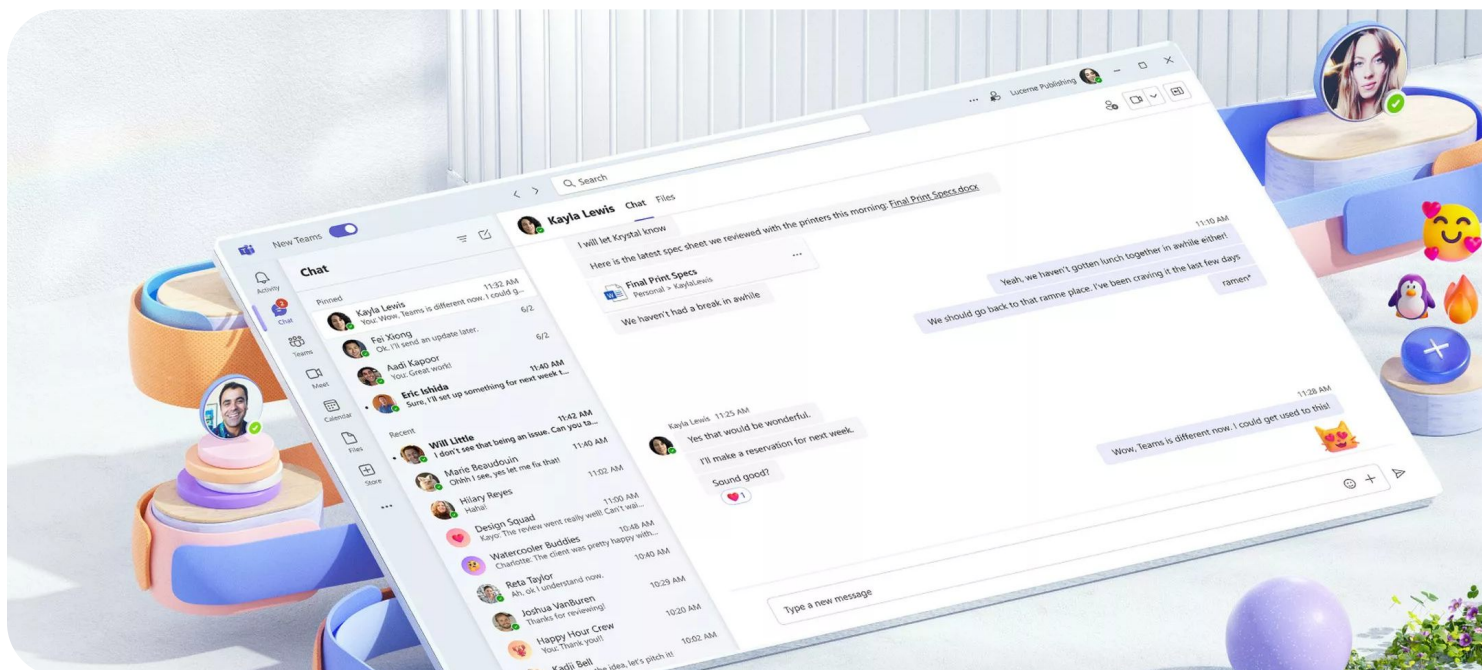 New Teams
Search
Lucerne Publishing
Activity
2
Chat
Teams
Meet
Calendar
Files
Store
Chat
Pinned
Kayla Lewis
11:32 AM
You: Wow, Teams is different now. I could g...
Fei Xiong
6/2
Ok. I'll send an update later.
Aadi Kapoor
6/2
You: Great work!
Eric Ishida
11:40 AM
Sure, I'll set up something for next week t...
Recent
Will Little
11:42 AM
I don't see that being an issue. Can you ta...
Marie Beaudouin
11:40 AM
Ohhh I see, yes let me fix that!
Hilary Reyes
11:02 AM
Haha!
Design Squad
11:00 AM
Kayo: The review went really well! Can't wai...
Watercooler Buddies
10:48 AM
Charlotte: The client was pretty happy with...
Reta Taylor
10:40 AM
Ah, ok I understand now.
Joshua VanBuren
10:29 AM
Thanks for reviewing!
Happy Hour Crew
10:20 AM
You: Thank you!!
Kadji Bell
10:02 AM
the idea, let's pitch it!
Kayla Lewis Chat Files
I will let Krystal know
Here is the latest spec sheet we reviewed with the printers this morning: Final Print Specs.docx
Final Print Specs
W
Personal > KaylaLewis
We haven't had a break in awhile
11:10 AM
Yeah, we haven't gotten lunch together in awhile either!
We should go back to that ramne place. I've been craving it the last few days
ramen*
Kayla Lewis 11:25 AM
Yes that would be wonderful.
I'll make a reservation for next week.
Sound good?
1
11:28 AM
Wow, Teams is different now. I could get used to this!
Type a new message